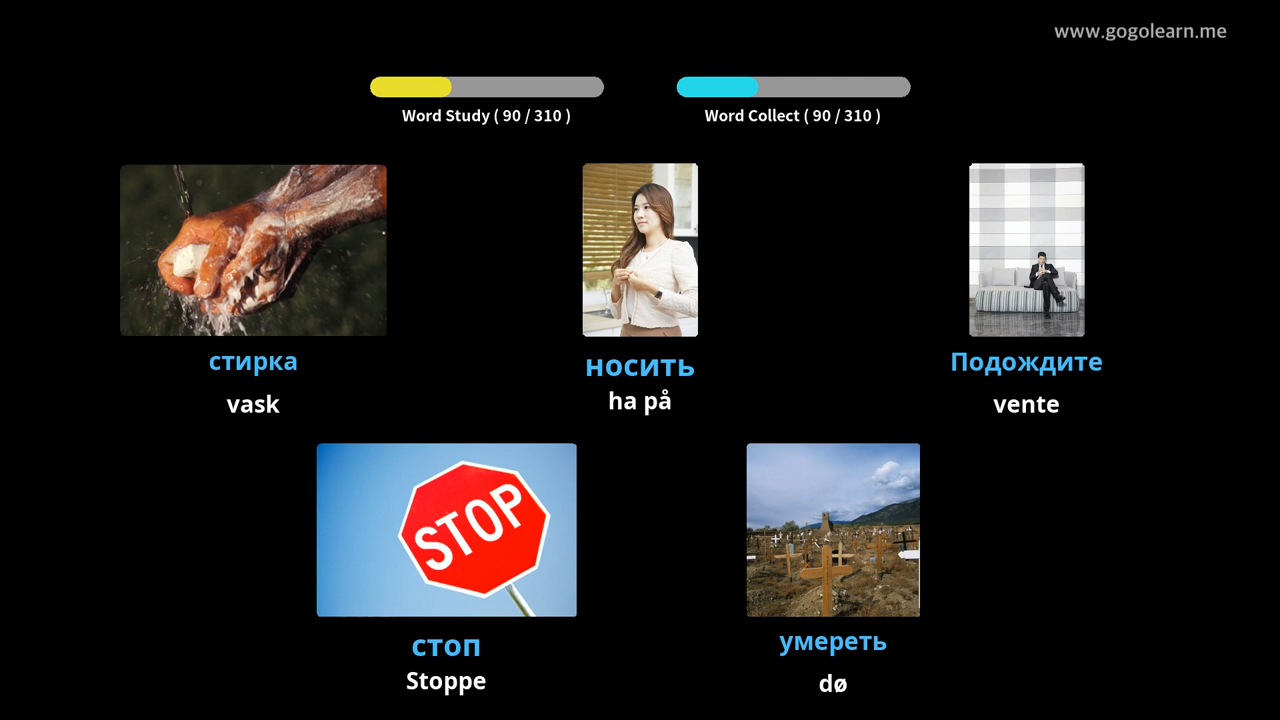 www.gogolearn.me
Word Study ( 90 / 310 )
Word Collect ( 90 / 310 )
стирка
носить
Подождите
vask
ha på
vente
STOP
стоп
умереть
Stoppe
dø